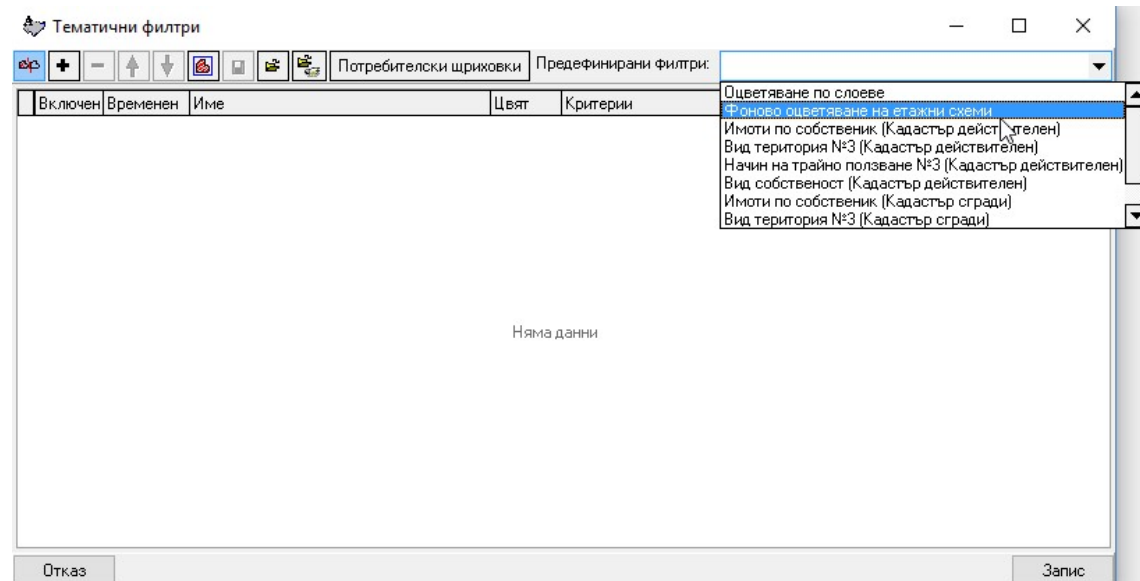 Тематични филтри
Потребителски щриховки Предефинирани филтри:
Включен Временен Име Цвят Критерии
Оцветяване по слоеве
Фоново оцветяване на етажни схеми
Имоти по собственик (Кадастър действителен)
Вид територия №3 (Кадастър действителен)
Начин на трайно ползване №3 (Кадастър действителен)
Вид собственост (Кадастър действителен)
Имоти по собственик (Кадастър сгради)
Вид територия №3 (Кадастър сгради)
Няма данни
Отказ Запис